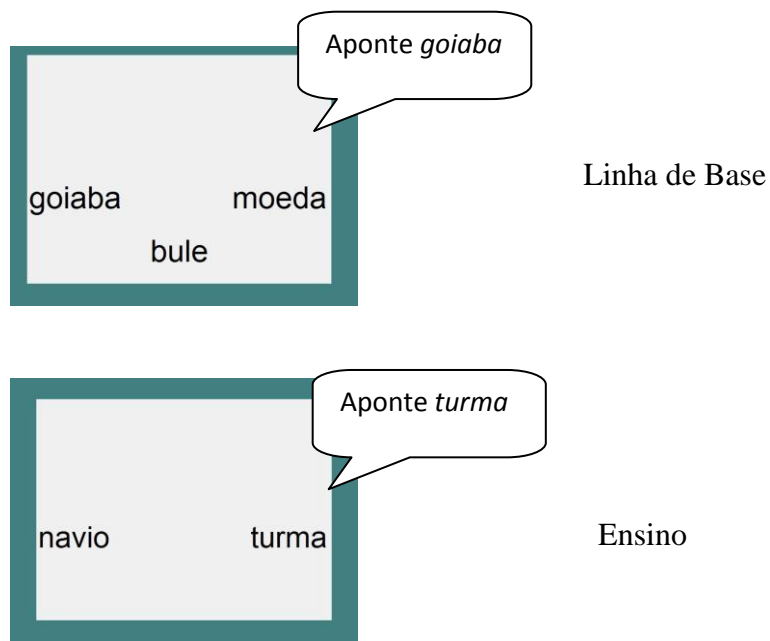 Aponte goiaba
goiaba moeda
bule
Linha de Base
Aponte turma
navio turma
Ensino